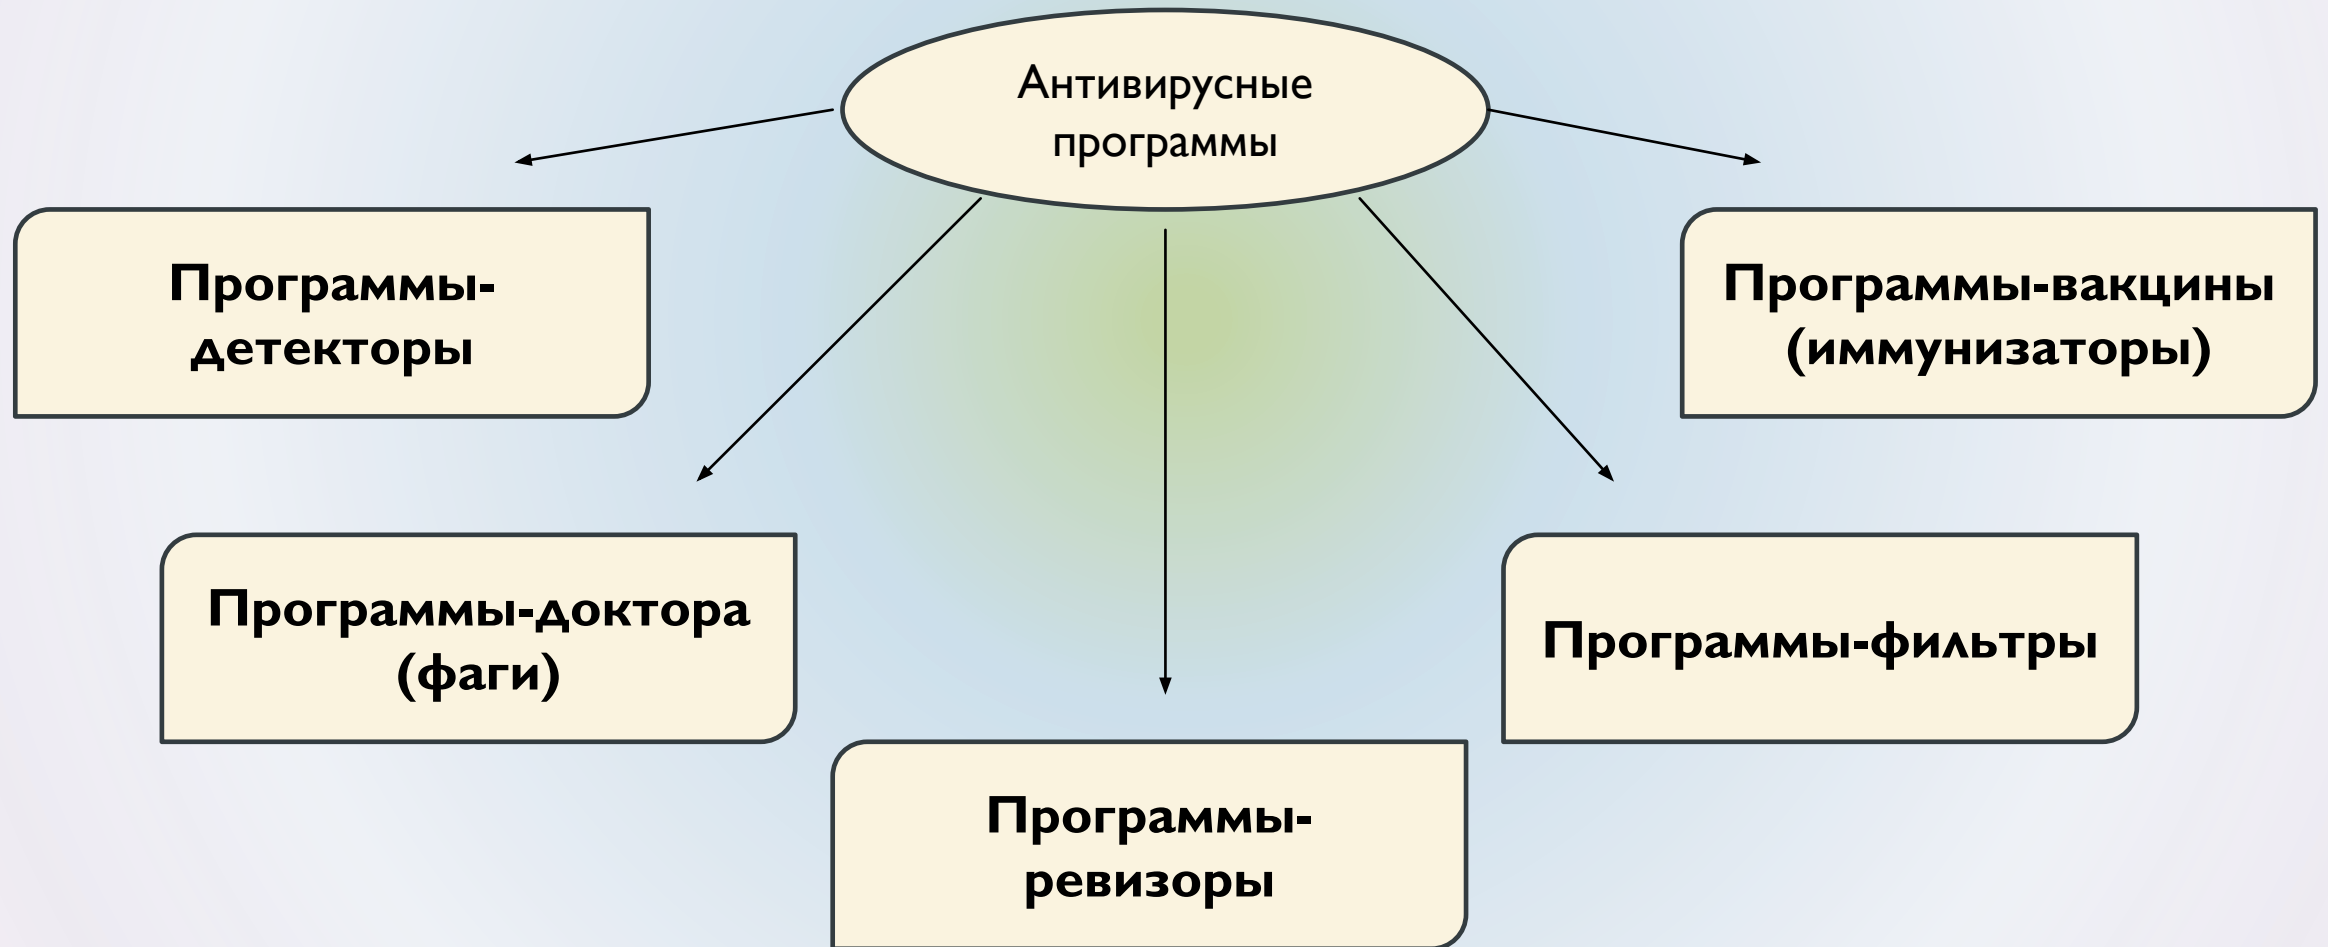 Антивирусные
программы
Программы-
детекторы
Программы-вакцины
(иммунизаторы)
Программы-доктора
(фаги)
Программы-фильтры
Программы-
ревизоры